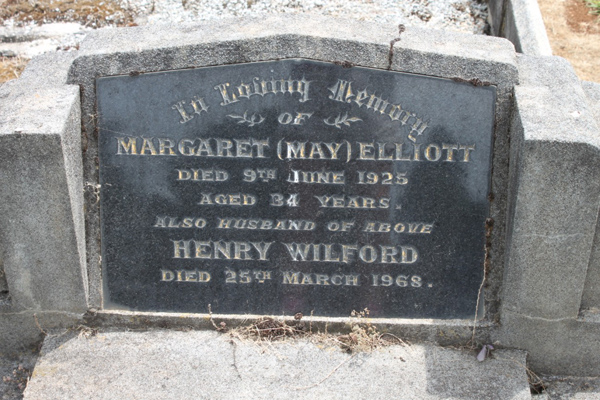 In Loving Memory
OF
MARGARET (MAY) ELLIOTT
DIED 9TH JUNE 1925
AGED 34 YEARS.
ALSO HUSBAND OF ABOVE
HENRY WILFORD
DIED 25TH MARCH 1968.